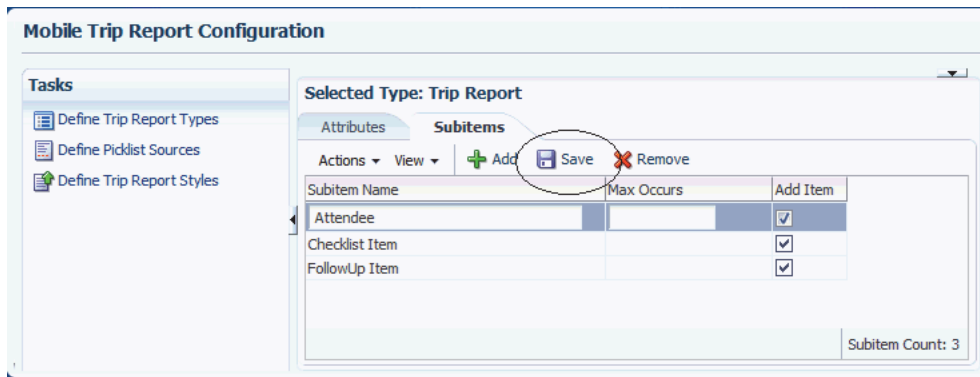 Mobile Trip Report Configuration
Tasks
Define Trip Report Types
Define Picklist Sources
Define Trip Report Styles
Selected Type: Trip Report
Attributes Subitems
Actions View Add Save Remove
Subitem Name Max Occurs Add Item
Attendee
Checklist Item
FollowUp Item
Subitem Count: 3